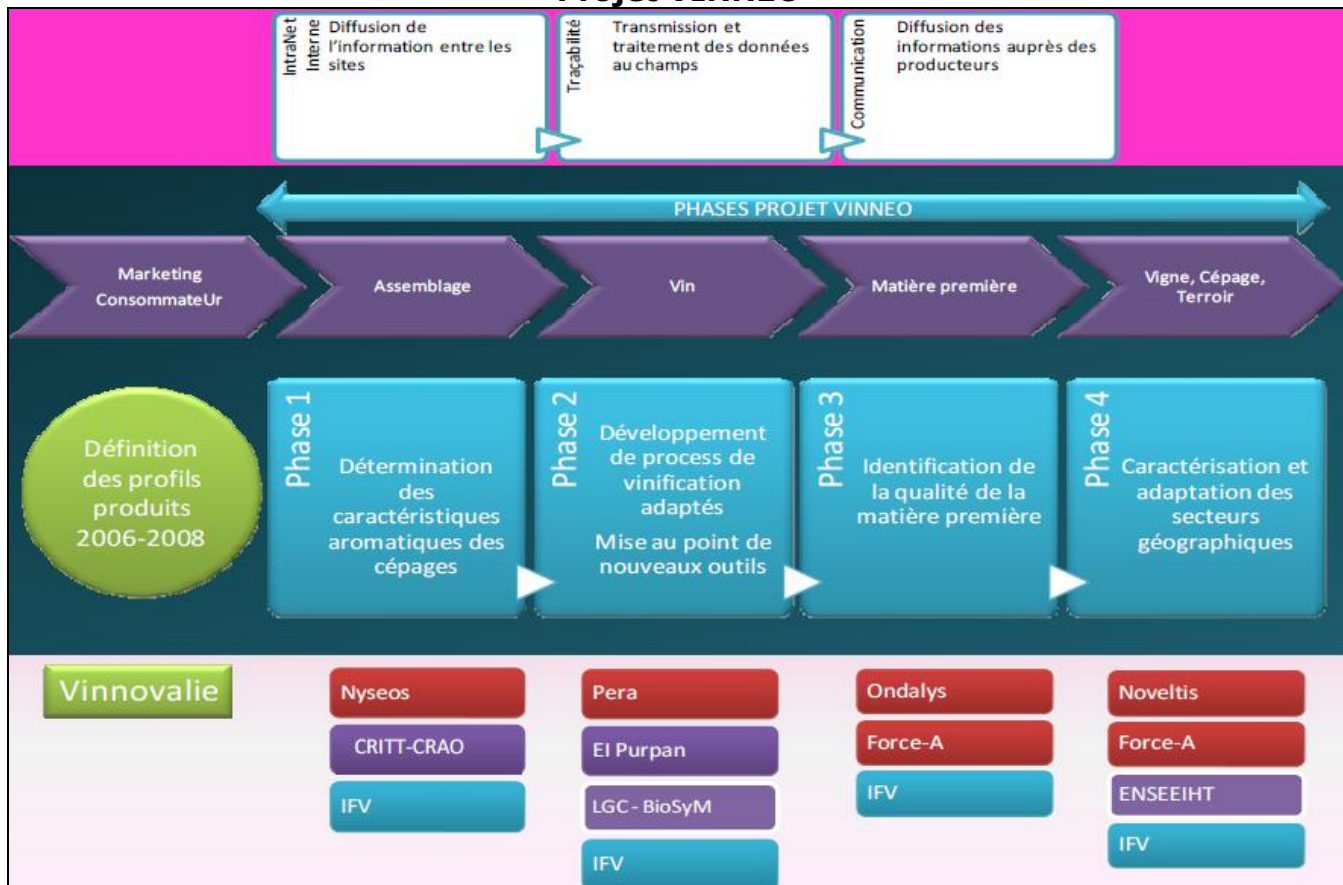 Projet VINNEO
IntraNet
Interne
Diffusion de
l'information entre les
sites
Traçabilité
Transmission et
traitement des données
au champs
Communication
Diffusion des
informations auprès des
producteurs
PHASES PROJET VINNEO
Marketing
ConsommateUr
Assemblage
Vin
Matière première
Vigne, Cépage,
Terroir
Définition
des profils
produits
2006-2008
Phase 1
Détermination
des
caractéristiques
aromatiques des
cépages
Phase 2
Développement
de process de
vinification
adaptés
Mise au point de
nouveaux outils
Phase 3
Identification de
la qualité de la
matière première
Phase 4
Caractérisation et
adaptation des
secteurs
géographiques
Vinnovalie
Nyseos
CRITT-CRAO
IFV
Pera
EI Purpan
LGC - BioSyM
IFV
Ondalys
Force-A
IFV
Noveltis
Force-A
ENSEEIHT
IFV